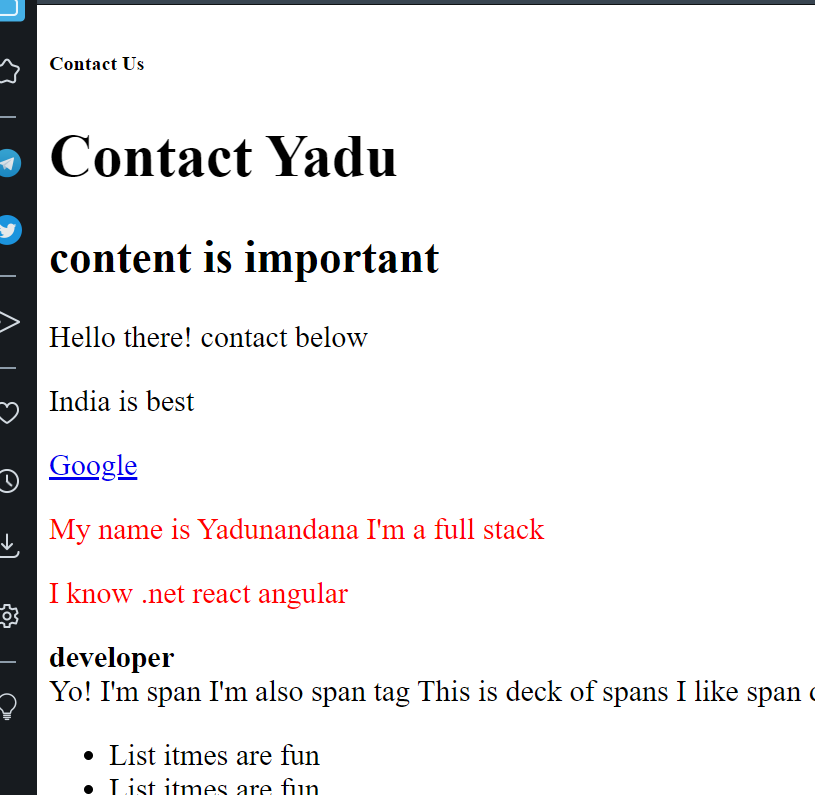 Contact Us
Contact Yadu
content is important
Hello there! contact below
India is best
Google
My name is Yadunandana I'm a full stack
I know .net react angular
developer
Yo! I'm span I'm also span tag This is deck of spans I like span
List itmes are fun
List itmes are fun